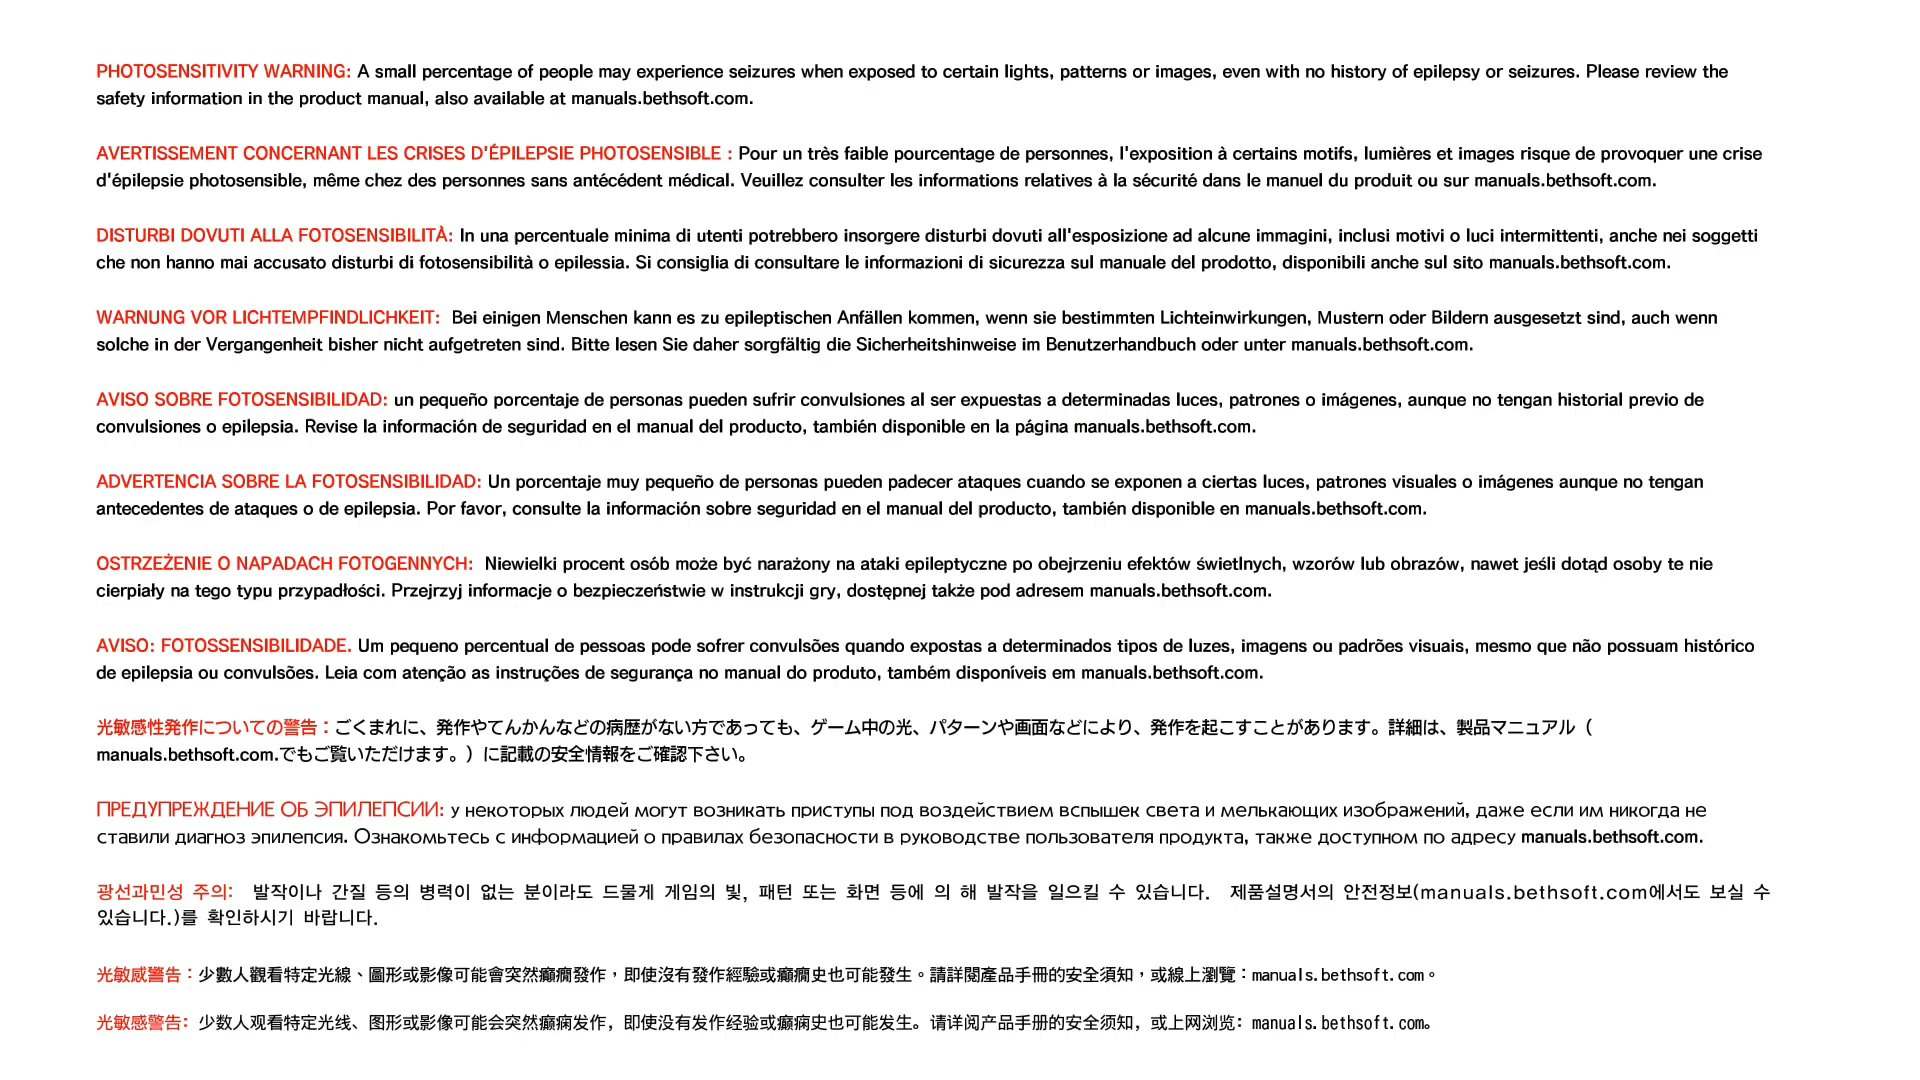 PHOTOSENSITIVITY WARNING: A small percentage of people may experience seizures when exposed to certain lights, patterns or images, even with no history of epilepsy or seizures. Please review the
safety information in the product manual, also available at manuals.bethsoft.com.
AVERTISSEMENT CONCERNANT LES CRISES D'ÉPILEPSIE PHOTOSENSIBLE : Pour un très faible pourcentage de personnes, l'exposition à certains motifs, lumières et images risque de provoquer une crise
d'épilepsie photosensible, même chez des personnes sans antécédent médical. Veuillez consulter les informations relatives à la sécurité dans le manuel du produit ou sur manuals.bethsoft.com.
DISTURBI DOVUTI ALLA FOTOSENSIBILITÀ: In una percentuale minima di utenti potrebbero insorgere disturbi dovuti all'esposizione ad alcune immagini, inclusi motivi o luci intermittenti, anche nei soggetti
che non hanno mai accusato disturbi di fotosensibilità o epilessia. Si consiglia di consultare le informazioni di sicurezza sul manuale del prodotto, disponibili anche sul sito manuals.bethsoft.com.
WARNUNG VOR LICHTEMPFINDLICHKEIT: Bei einigen Menschen kann es zu epileptischen Anfällen kommen, wenn sie bestimmten Lichteinwirkungen, Mustern oder Bildern ausgesetzt sind, auch wenn
solche in der Vergangenheit bisher nicht aufgetreten sind. Bitte lesen Sie daher sorgfältig die Sicherheitshinweise im Benutzerhandbuch oder unter manuals.bethsoft.com.
AVISO SOBRE FOTOSENSIBILIDAD: un pequeño porcentaje de personas pueden sufrir convulsiones al ser expuestas a determinadas luces, patrones o imágenes, aunque no tengan historial previo de
convulsiones o epilepsia. Revise la información de seguridad en el manual del producto, también disponible en la página manuals.bethsoft.com.
ADVERTENCIA SOBRE LA FOTOSENSIBILIDAD: Un porcentaje muy pequeño de personas pueden padecer ataques cuando se exponen a ciertas luces, patrones visuales o imágenes aunque no tengan
antecedentes de ataques o de epilepsia. Por favor, consulte la información sobre seguridad en el manual del producto, también disponible en manuals.bethsoft.com.
OSTRZEŻENIE O NAPADACH FOTOGENNYCH: Niewielki procent osób może być narażony na ataki epileptyczne po obejrzeniu efektów świetlnych, wzorów lub obrazów, nawet jeśli dotąd osoby te nie
cierpiały na tego typu przypadłości. Przejrzyj informacje o bezpieczeństwie w instrukcji gry, dostępnej także pod adresem manuals.bethsoft.com.
AVISO: FOTOSSENSIBILIDADE. Um pequeno percentual de pessoas pode sofrer convulsões quando expostas a determinados tipos de luzes, imagens ou padrões visuais, mesmo que não possuam histórico
de epilepsia ou convulsões. Leia com atenção as instruções de segurança no manual do produto, também disponíveis em manuals.bethsoft.com.
光敏感性発作についての警告：ごくまれに、発作やてんかんなどの病歴がない方であっても、ゲーム中の光、パターンや画面などにより、発作を起こすことがあります。詳細は、製品マニュアル（
manuals.bethsoft.com.でもご覧いただけます。）に記載の安全情報をご確認下さい。
ПРЕДУПРЕЖДЕНИЕ ОБ ЭПИЛЕПСИИ: у некоторых людей могут возникать приступы под воздействием вспышек света и мелькающих изображений, даже если им никогда не
ставили диагноз эпилепсия. Ознакомьтесь с информацией о правилах безопасности в руководстве пользователя продукта, также доступном по адресу manuals.bethsoft.com.
광선과민성 주의: 발작이나 간질 등의 병력이 없는 분이라도 드물게 게임의 빛, 패턴 또는 화면 등에 의 해 발작을 일으킬 수 있습니다. 제품설명서의 안전정보(manuals.bethsoft.com에서도 보실 수
있습니다.)를 확인하시기 바랍니다.
光敏感警告：少數人觀看特定光線、圖形或影像可能會突然癲癇發作，即使沒有發作經驗或癲癇史也可能發生。請詳閱產品手冊的安全須知，或線上瀏覽：manuals.bethsoft.com。
光敏感警告：少数人观看特定光线、图形或影像可能会突然癫痫发作，即使没有发作经验或癫痫史也可能发生。请详阅产品手册的安全须知，或上网浏览：manuals.bethsoft.com。